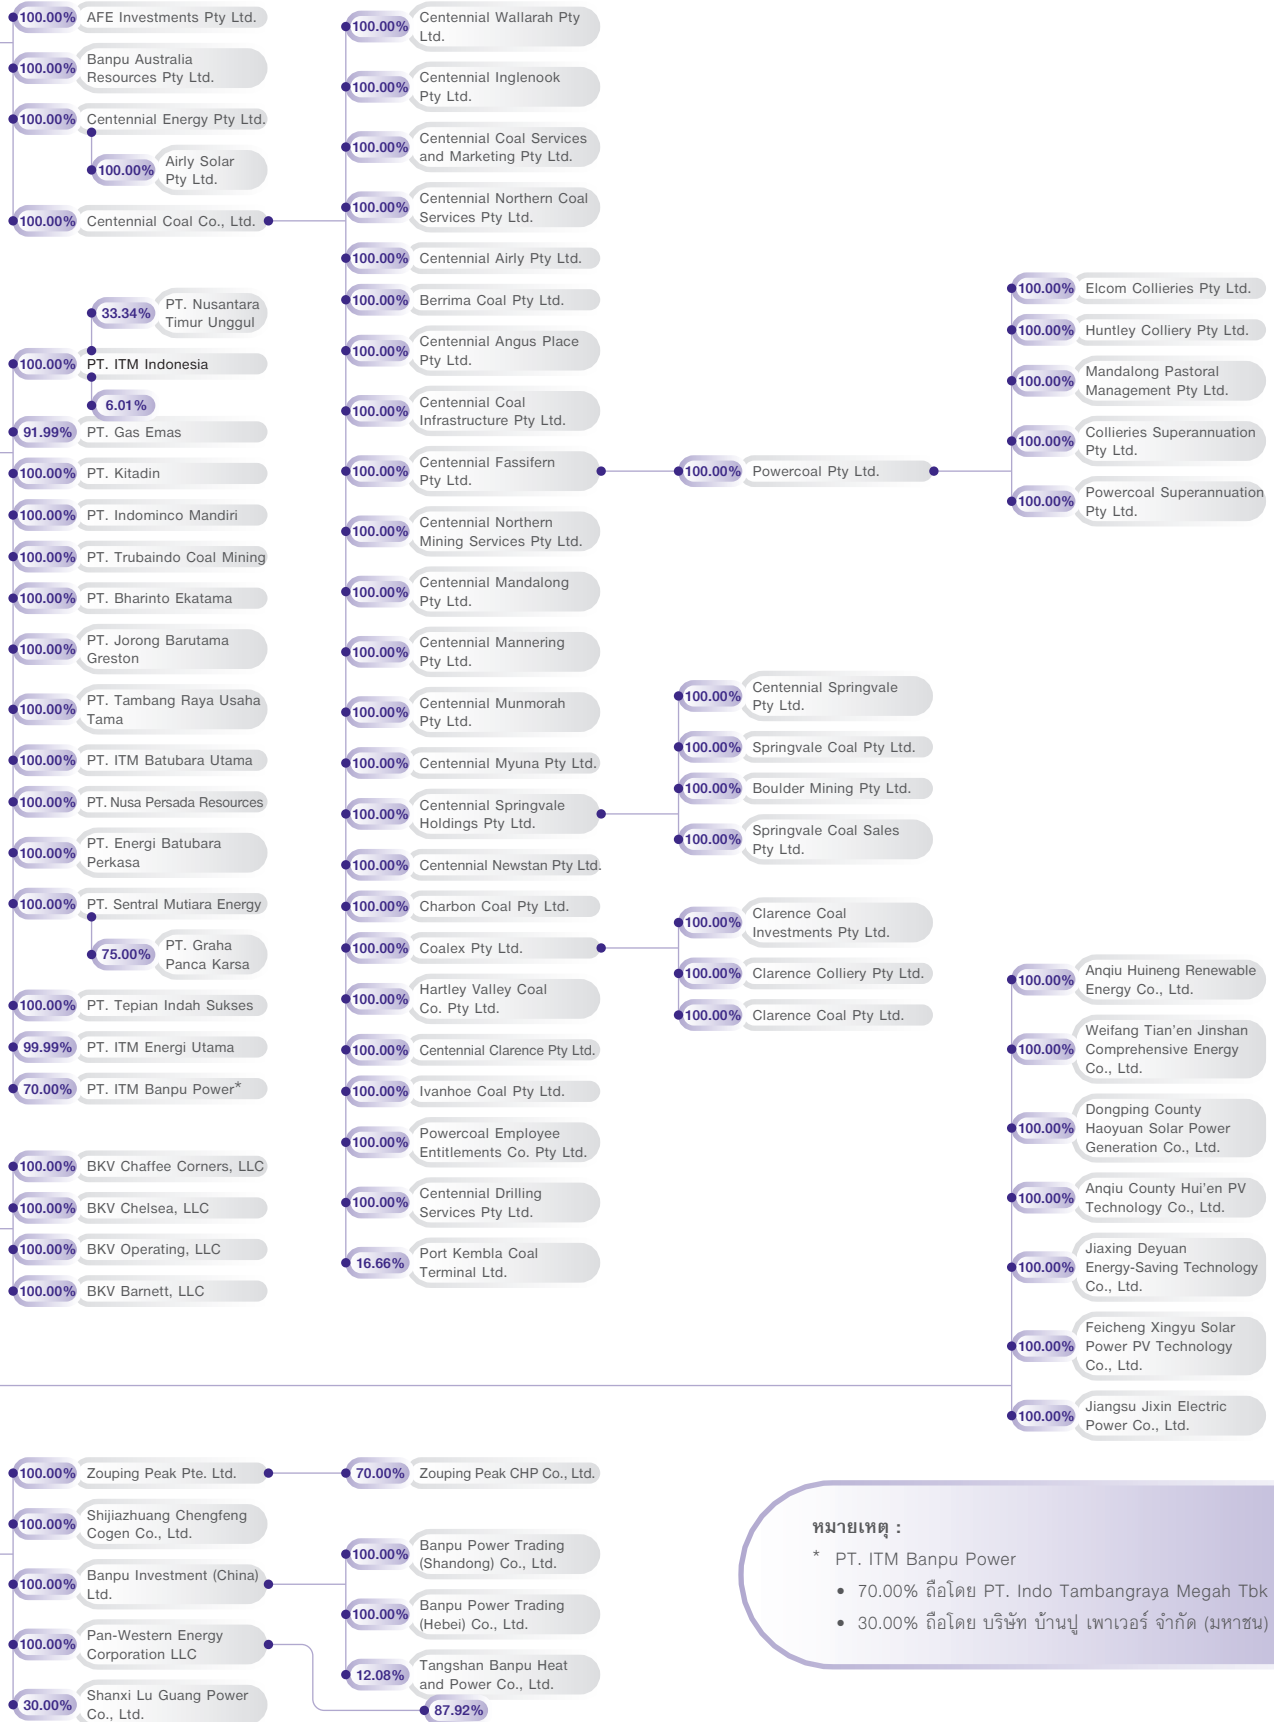 100.00% AFE Investments Pty Ltd.
100.00% Banpu Australia
Resources Pty Ltd.
100.00% Centennial Energy Pty Ltd.
100.00% Airly Solar
Pty Ltd.
100.00% Centennial Coal Co., Ltd.
33.34% PT. Nusantara
Timur Unggul
100.00% PT. ITM Indonesia
6.01%
91.99% PT. Gas Emas
100.00% PT. Kitadin
100.00% PT. Indominco Mandiri
100.00% PT. Trubaindo Coal Mining
100.00% PT. Bharinto Ekatama
100.00% PT. Jorong Barutama
Greston
100.00% PT. Tambang Raya Usaha
Tama
100.00% PT. ITM Batubara Utama
100.00% PT. Nusa Persada Resources
100.00% PT. Energi Batubara
Perkasa
100.00% PT. Sentral Mutiara Energy
75.00% PT. Graha
Panca Karsa
100.00% PT. Tepian Indah Sukses
99.99% PT. ITM Energi Utama
70.00% PT. ITM Banpu Power*
100.00% BKV Chaffee Corners, LLC
100.00% BKV Chelsea, LLC
100.00% BKV Operating, LLC
100.00% BKV Barnett, LLC
100.00% Zouping Peak Pte. Ltd.
100.00% Shijiazhuang Chengfeng
Cogen Co., Ltd.
100.00% Banpu Investment (China)
Ltd.
100.00% Pan-Western Energy
Corporation LLC
30.00% Shanxi Lu Guang Power
Co., Ltd.
100.00% Centennial Wallarah Pty
Ltd.
100.00% Centennial Inglenook
Pty Ltd.
100.00% Centennial Coal Services
and Marketing Pty Ltd.
100.00% Centennial Northern Coal
Services Pty Ltd.
100.00% Centennial Airly Pty Ltd.
100.00% Berrima Coal Pty Ltd.
100.00% Centennial Angus Place
Pty Ltd.
100.00% Centennial Coal
Infrastructure Pty Ltd.
100.00% Centennial Fassifern
Pty Ltd.
100.00% Centennial Northern
Mining Services Pty Ltd.
100.00% Centennial Mandalong
Pty Ltd.
100.00% Centennial Mannering
Pty Ltd.
100.00% Centennial Munmorah
Pty Ltd.
100.00% Centennial Myuna Pty Ltd.
100.00% Centennial Springvale
Holdings Pty Ltd.
100.00% Centennial Newstan Pty Ltd.
100.00% Charbon Coal Pty Ltd.
100.00% Coalex Pty Ltd.
100.00% Hartley Valley Coal
Co. Pty Ltd.
100.00% Centennial Clarence Pty Ltd.
100.00% Ivanhoe Coal Pty Ltd.
100.00% Powercoal Employee
Entitlements Co. Pty Ltd.
100.00% Centennial Drilling
Services Pty Ltd.
16.66% Port Kembla Coal
Terminal Ltd.
70.00% Zouping Peak CHP Co., Ltd.
100.00% Banpu Power Trading
(Shandong) Co., Ltd.
100.00% Banpu Power Trading
(Hebei) Co., Ltd.
12.08% Tangshan Banpu Heat
and Power Co., Ltd.
87.92%
100.00% Powercoal Pty Ltd.
100.00% Centennial Springvale
Pty Ltd.
100.00% Springvale Coal Pty Ltd.
100.00% Boulder Mining Pty Ltd.
100.00% Springvale Coal Sales
Pty Ltd.
100.00% Clarence Coal
Investments Pty Ltd.
100.00% Clarence Colliery Pty Ltd.
100.00% Clarence Coal Pty Ltd.
100.00% Elcom Collieries Pty Ltd.
100.00% Huntley Colliery Pty Ltd.
100.00% Mandalong Pastoral
Management Pty Ltd.
100.00% Collieries Superannuation
Pty Ltd.
100.00% Powercoal Superannuation
Pty Ltd.
100.00% Anqiu Huineng Renewable
Energy Co., Ltd.
100.00% Weifang Tian'en Jinshan
Comprehensive Energy
Co., Ltd.
100.00% Dongping County
Haoyuan Solar Power
Generation Co., Ltd.
100.00% Anqiu County Hui'en PV
Technology Co., Ltd.
100.00% Jiaxing Deyuan
Energy-Saving Technology
Co., Ltd.
100.00% Feicheng Xingyu Solar
Power PV Technology
Co., Ltd.
100.00% Jiangsu Jixin Electric
Power Co., Ltd.
หมายเหตุ :
* PT. ITM Banpu Power
• 70.00% ถือโดย PT. Indo Tambangraya Megah Tbk
• 30.00% ถือโดย บริษัท บ้านปู เพาเวอร์ จำกัด (มหาชน)